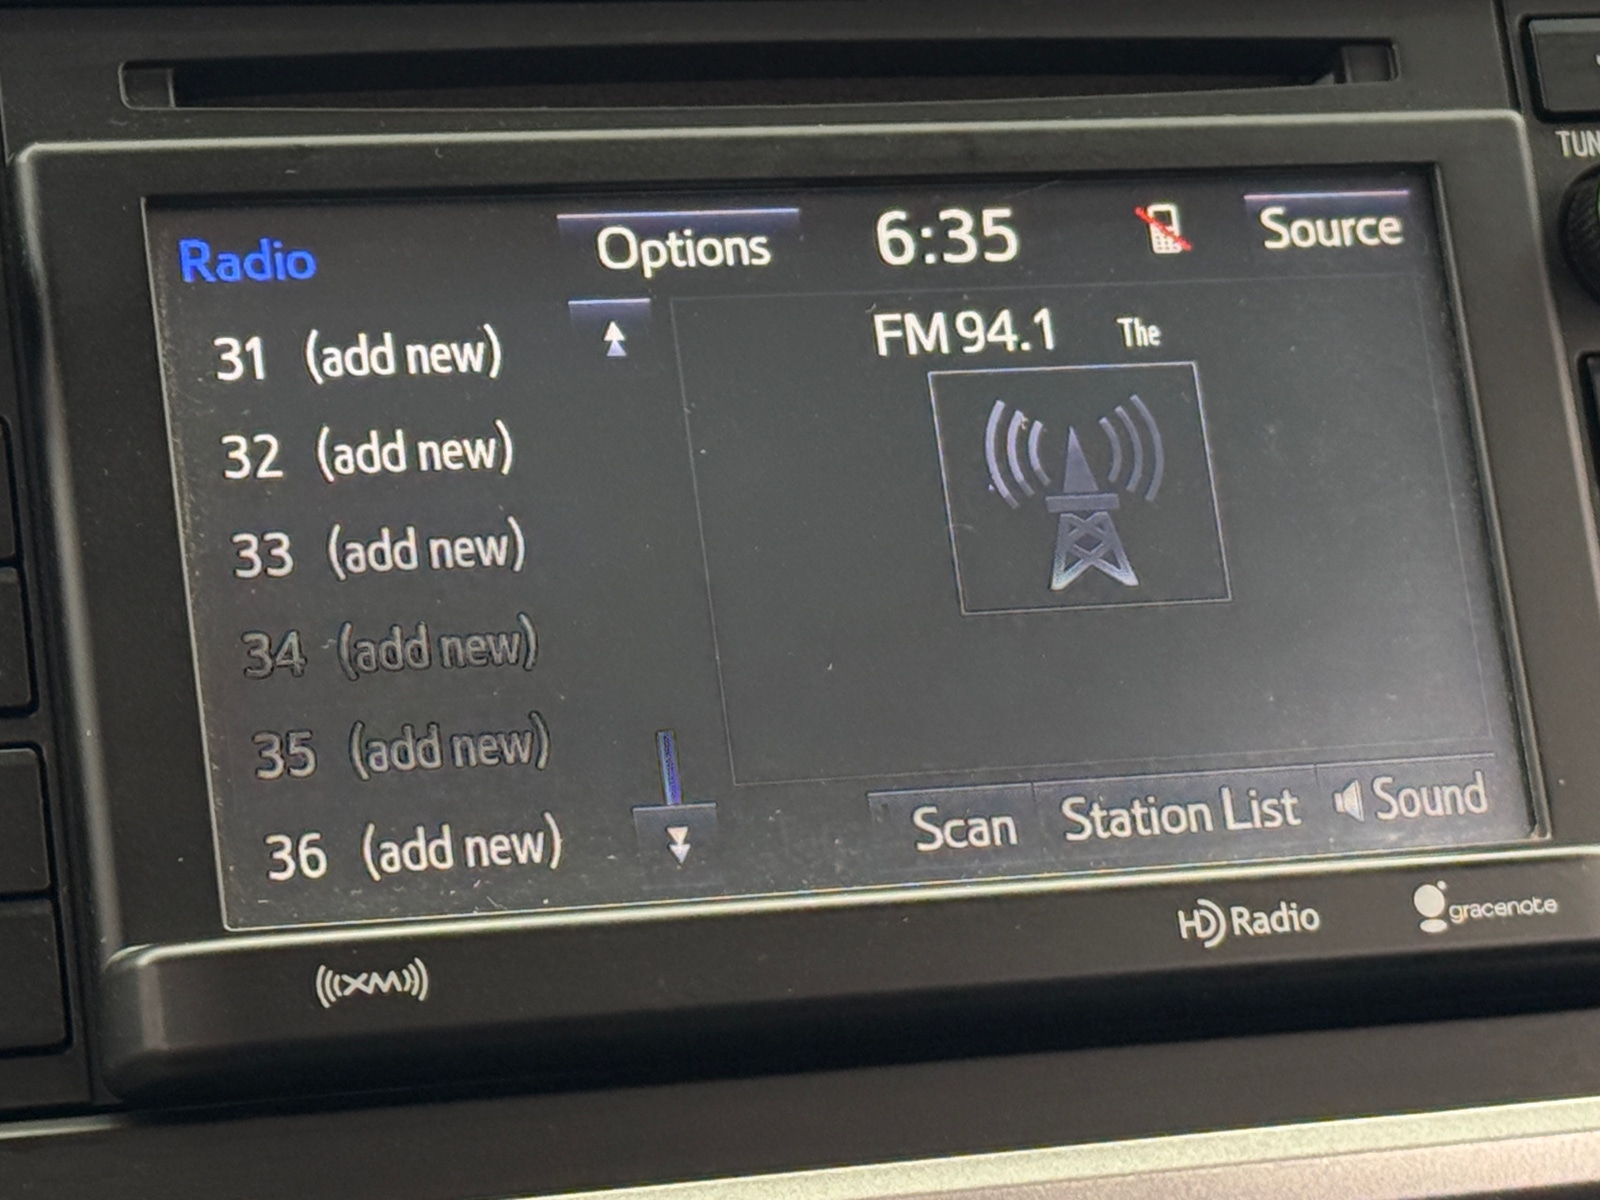 TUN
Radio
Options
6:35
Source
31 (add new)
32 (add new)
33 (add new)
34 (add new)
35 (add new)
36 (add new)
FM 94.1 The
Scan
Station List
Sound
((XM))
HD Radio
gracenote